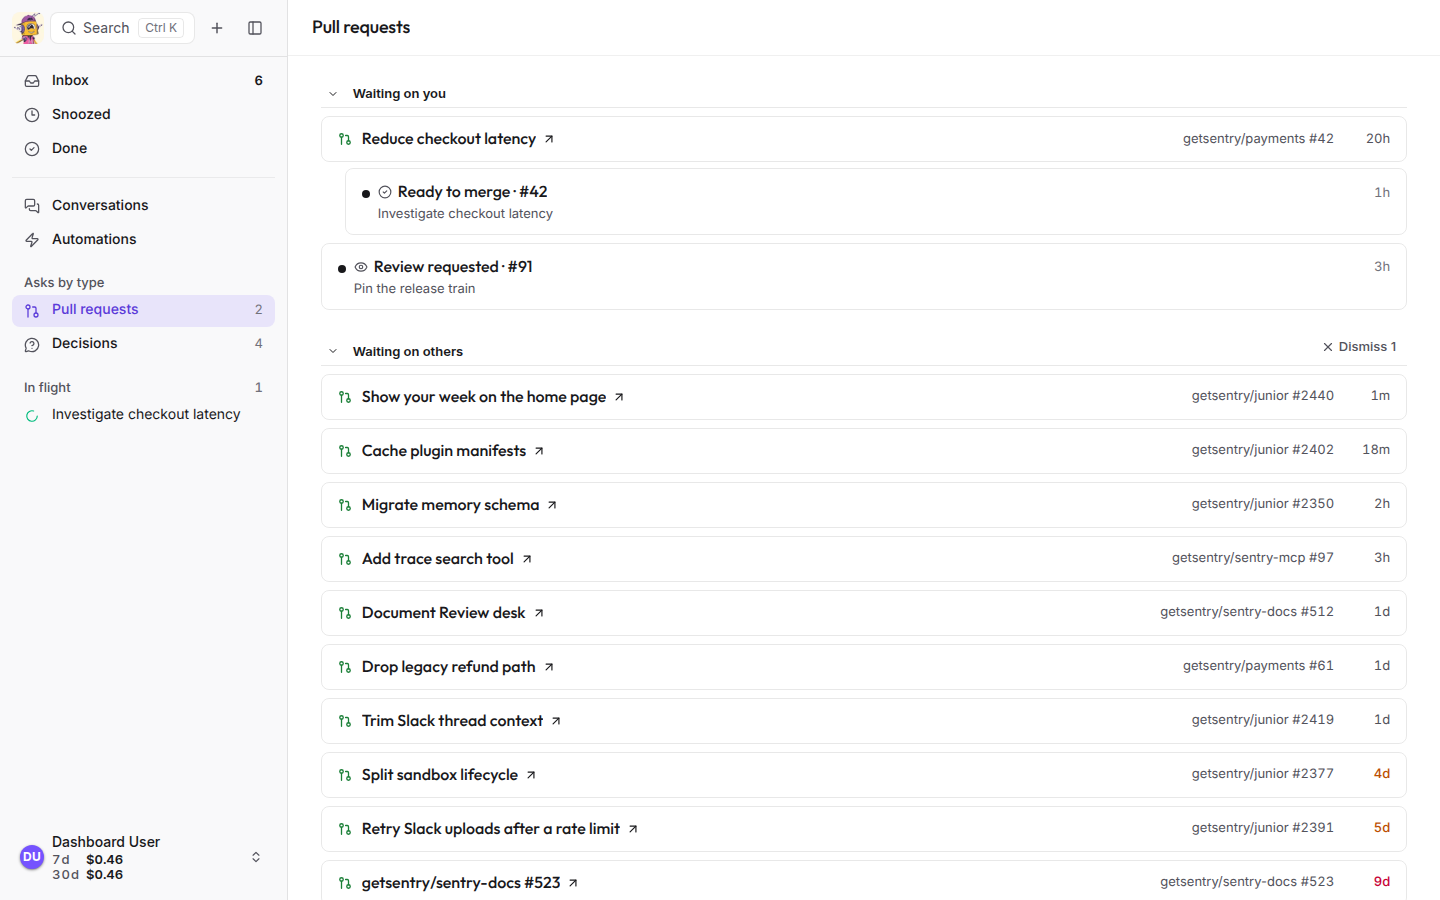 Search Ctrl K
Inbox 6
Snoozed
Done
Conversations
Automations
Asks by type
Pull requests 2
Decisions 4
In flight 1
Investigate checkout latency
DU
Dashboard User
7d $0.46
30d $0.46
Pull requests
Waiting on you
Reduce checkout latency getsentry/payments #42 20h
Ready to merge · #42 1h
Investigate checkout latency
Review requested · #91 3h
Pin the release train
Waiting on others Dismiss 1
Show your week on the home page getsentry/junior #2440 1m
Cache plugin manifests getsentry/junior #2402 18m
Migrate memory schema getsentry/junior #2350 2h
Add trace search tool getsentry/sentry-mcp #97 3h
Document Review desk getsentry/sentry-docs #512 1d
Drop legacy refund path getsentry/payments #61 1d
Trim Slack thread context getsentry/junior #2419 1d
Split sandbox lifecycle getsentry/junior #2377 4d
Retry Slack uploads after a rate limit getsentry/junior #2391 5d
getsentry/sentry-docs #523 getsentry/sentry-docs #523 9d